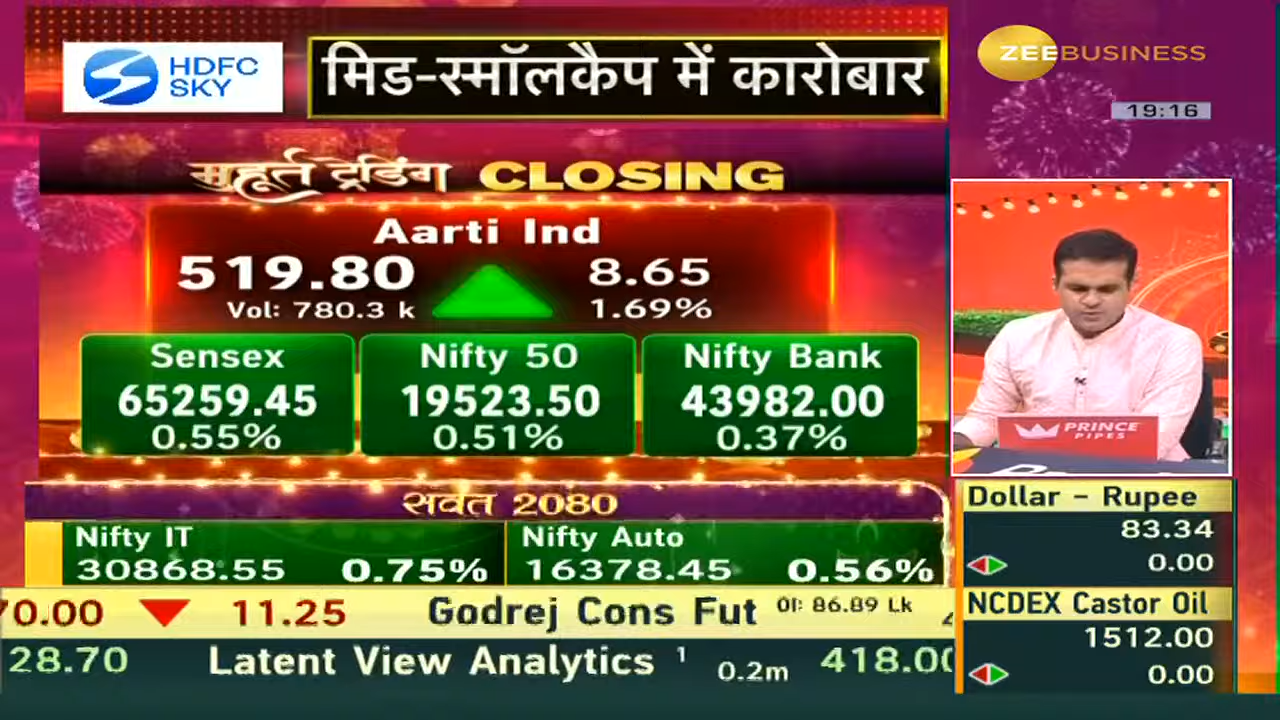 HDFC
SKY
मिड-स्मॉलकैप में कारोबार
ZEEBUSINESS
19:16
मुहूर्त ट्रेडिंग CLOSING
Aarti Ind
519.80 8.65
Vol: 780.3 k 1.69%
Sensex
65259.45
0.55%
Nifty 50
19523.50
0.51%
Nifty Bank
43982.00
0.37%
PRINCE
PIPES
संवत 2080
Nifty IT
30868.55 0.75%
Nifty Auto
16378.45 0.56%
Dollar - Rupee
83.34
0.00
NCDEX Castor Oil
1512.00
0.00
70.00 11.25 Godrej Cons Fut OI: 86.89 Lk
28.70 Latent View Analytics 1 0.2m 418.00